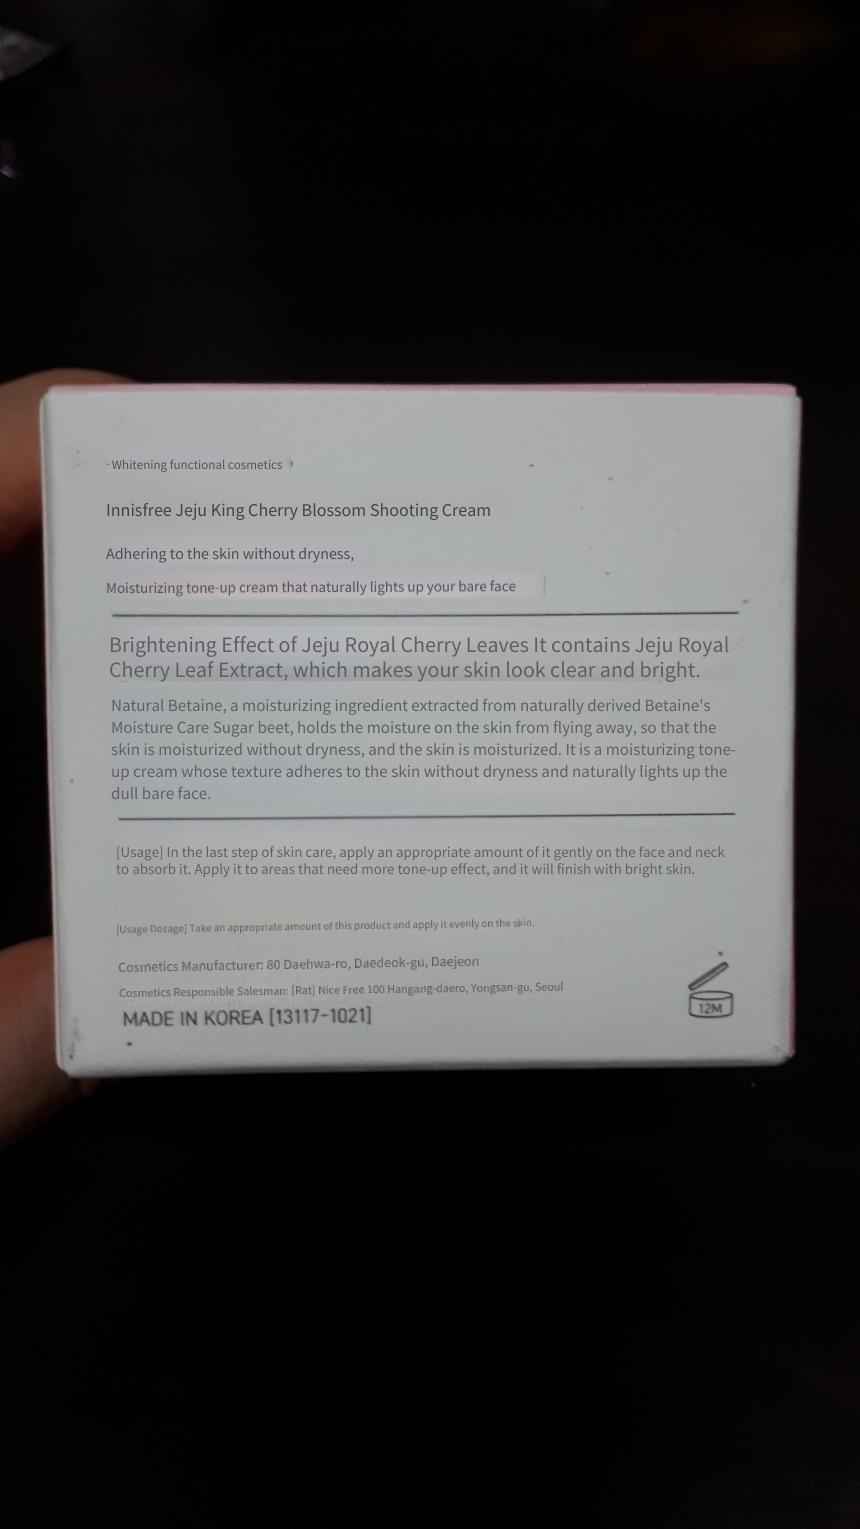 · Whitening functional cosmetics
Innisfree Jeju King Cherry Blossom Shooting Cream
Adhering to the skin without dryness,
Moisturizing tone-up cream that naturally lights up your bare face
Brightening Effect of Jeju Royal Cherry Leaves It contains Jeju Royal
Cherry Leaf Extract, which makes your skin look clear and bright.
Natural Betaine, a moisturizing ingredient extracted from naturally derived Betaine's
Moisture Care Sugar beet, holds the moisture on the skin from flying away, so that the
skin is moisturized without dryness, and the skin is moisturized. It is a moisturizing tone-
up cream whose texture adheres to the skin without dryness and naturally lights up the
dull bare face.
[Usage] In the last step of skin care, apply an appropriate amount of it gently on the face and neck
to absorb it. Apply it to areas that need more tone-up effect, and it will finish with bright skin.
[Usage Dosage] Take an appropriate amount of this product and apply it evenly on the skin.
Cosmetics Manufacturer: 80 Daehwa-ro, Daedeok-gu, Daejeon
Cosmetics Responsible Salesman: [Rat] Nice Free 100 Hangang-daero, Yongsan-gu, Seoul
MADE IN KOREA [13117-1021]
12M